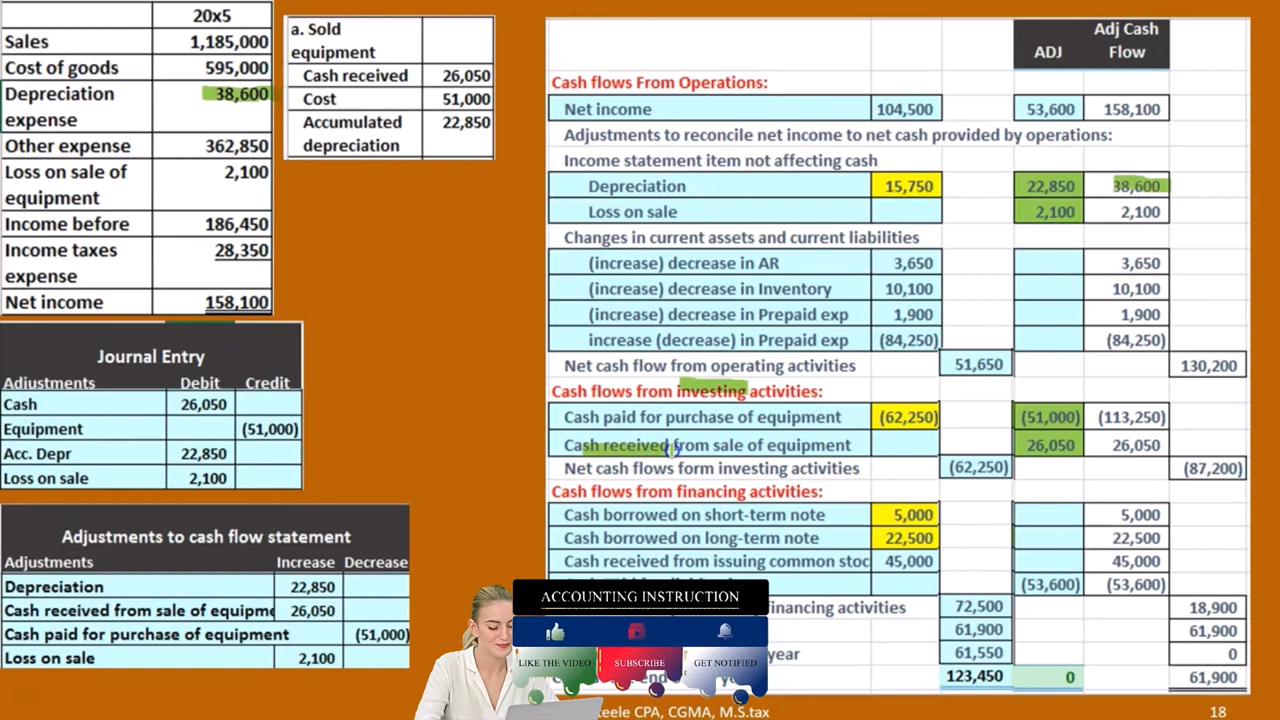 20x5
Sales 1,185,000
Cost of goods 595,000
Depreciation 38,600
expense
Other expense 362,850
Loss on sale of 2,100
equipment
Income before 186,450
Income taxes 28,350
expense
Net income 158,100
a. Sold
equipment
Cash received 26,050
Cost 51,000
Accumulated 22,850
depreciation
Journal Entry
Adjustments Debit Credit
Cash 26,050
Equipment (51,000)
Acc. Depr 22,850
Loss on sale 2,100
Adjustments to cash flow statement
Adjustments Increase Decrease
Depreciation 22,850
Cash received from sale of equipme 26,050
Cash paid for purchase of equipment (51,000)
Loss on sale 2,100
Adj Cash
ADJ Flow
Cash flows From Operations:
Net income 104,500 53,600 158,100
Adjustments to reconcile net income to net cash provided by operations:
Income statement item not affecting cash
Depreciation 15,750 22,850 38,600
Loss on sale 2,100 2,100
Changes in current assets and current liabilities
(increase) decrease in AR 3,650 3,650
(increase) decrease in Inventory 10,100 10,100
(increase) decrease in Prepaid exp 1,900 1,900
increase (decrease) in Prepaid exp (84,250) (84,250)
Net cash flow from operating activities 51,650 130,200
Cash flows from investing activities:
Cash paid for purchase of equipment (62,250) (51,000) (113,250)
Cash received from sale of equipment 26,050 26,050
Net cash flows form investing activities (62,250) (87,200)
Cash flows from financing activities:
Cash borrowed on short-term note 5,000 5,000
Cash borrowed on long-term note 22,500 22,500
Cash received from issuing common stoc 45,000 45,000
(53,600) (53,600)
financing activities 72,500 18,900
61,900 61,900
year 61,550 0
123,450 0 61,900
ACCOUNTING INSTRUCTION
LIKE THE VIDEO SUBSCRIBE GET NOTIFIED
eele CPA, CGMA, M.S.tax 18